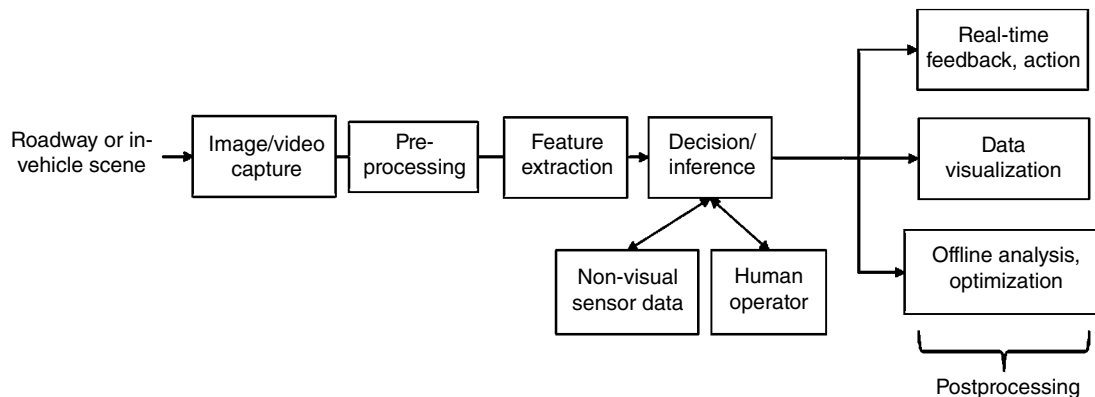 Roadway or in-
vehicle scene
Image/video
capture
Pre-
processing
Feature
extraction
Decision/
inference
Non-visual
sensor data
Human
operator
Real-time
feedback, action
Data
visualization
Offline analysis,
optimization
Postprocessing